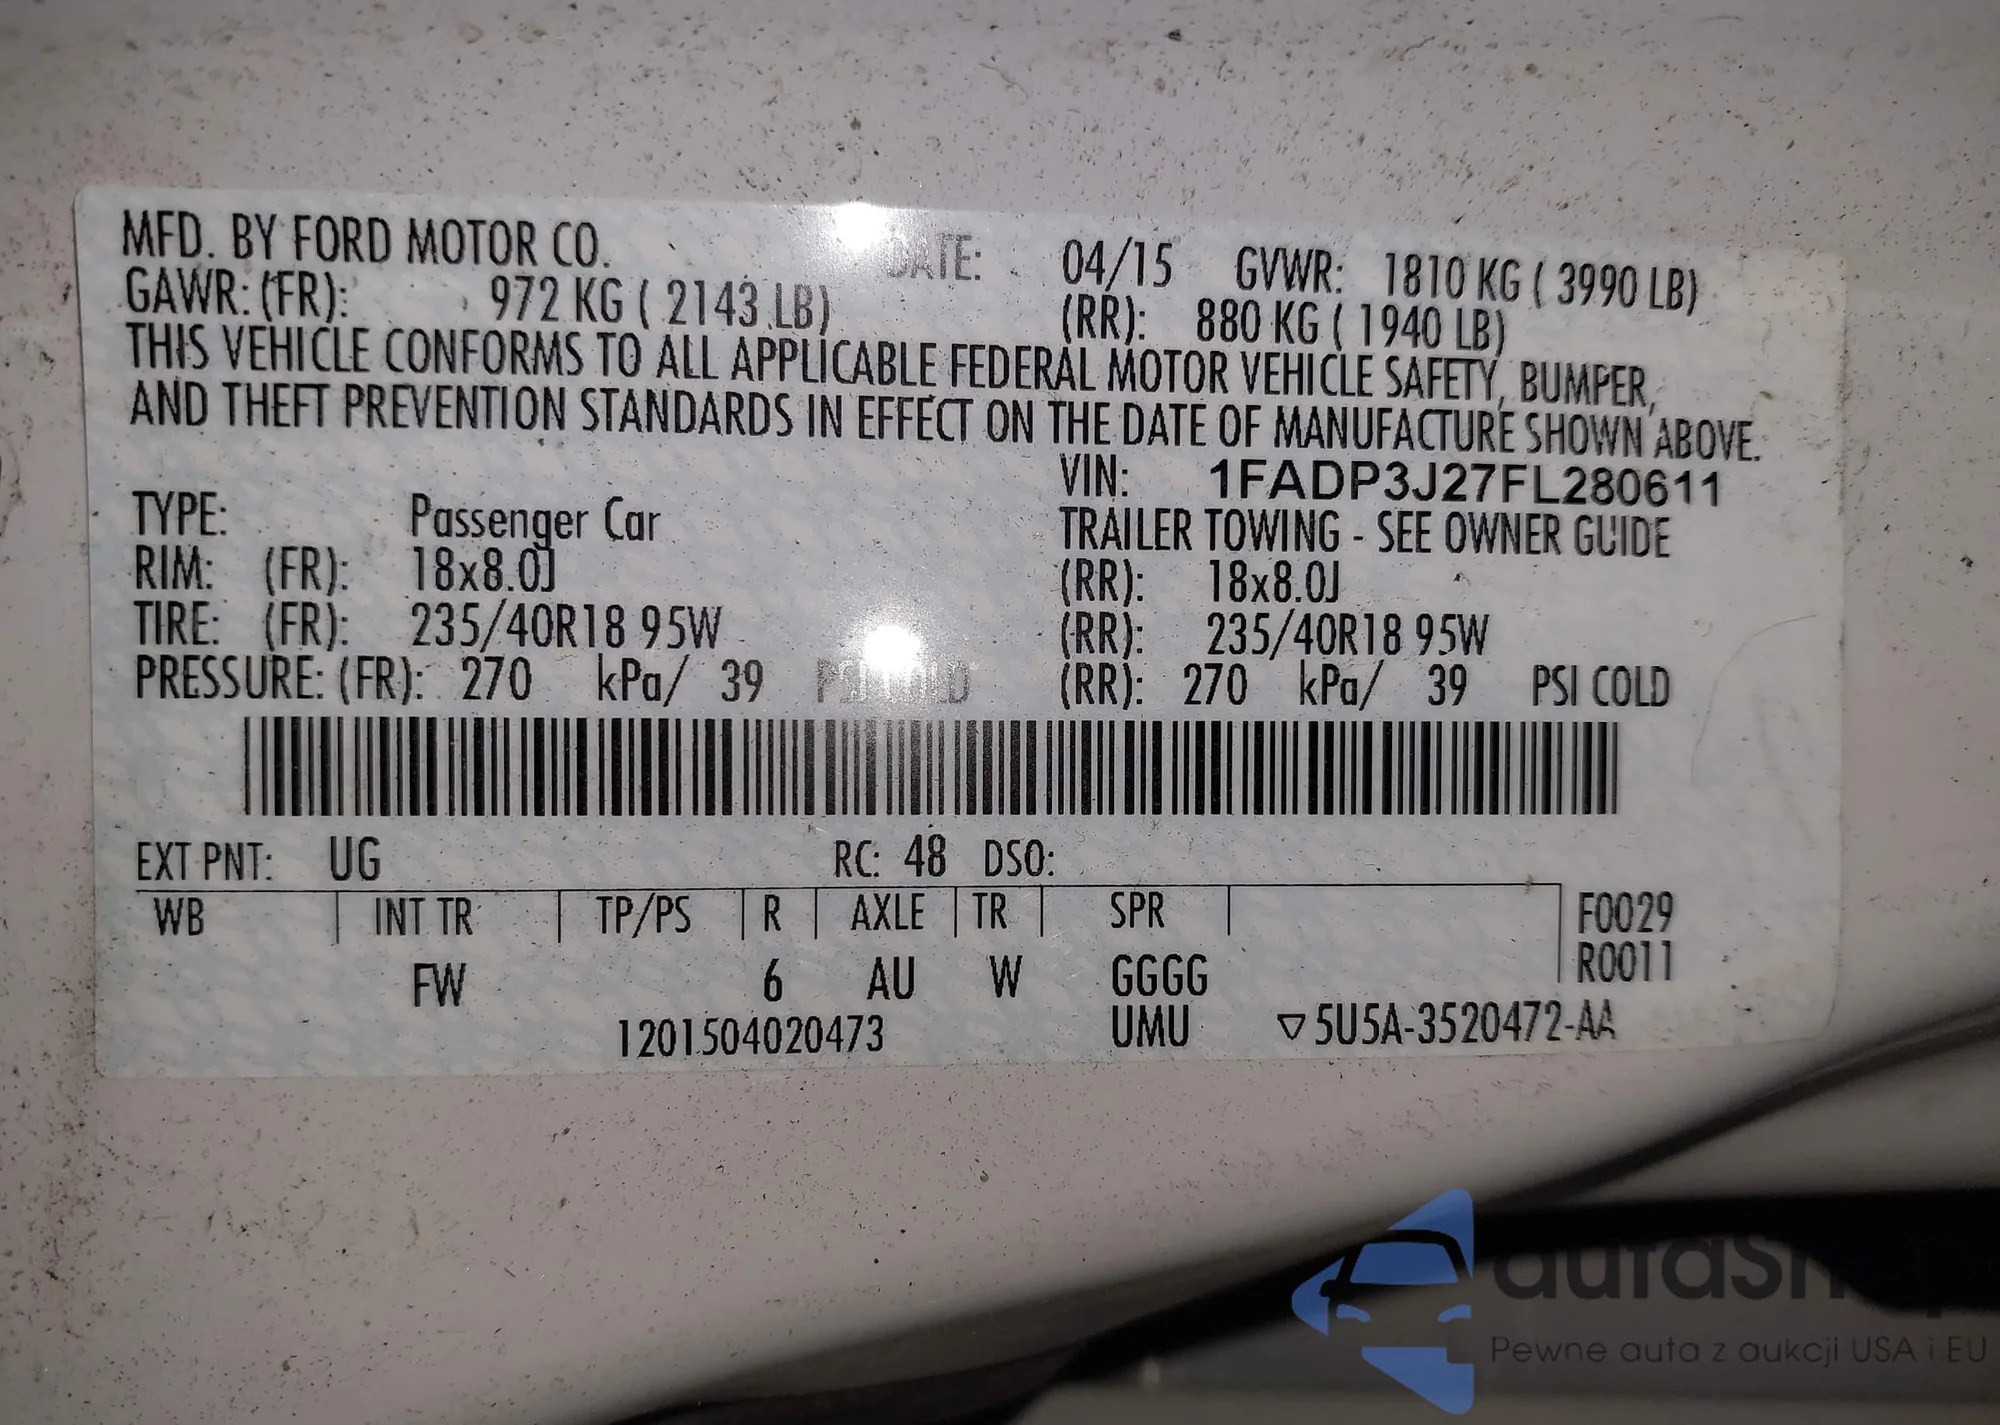 MFD. BY FORD MOTOR CO. DATE: 04/15 GVWR: 1810 KG ( 3990 LB)
GAWR: (FR): 972 KG ( 2143 LB) (RR): 880 KG ( 1940 LB)
THIS VEHICLE CONFORMS TO ALL APPLICABLE FEDERAL MOTOR VEHICLE SAFETY, BUMPER,
AND THEFT PREVENTION STANDARDS IN EFFECT ON THE DATE OF MANUFACTURE SHOWN ABOVE.
VIN: 1FADP3J27FL280611
TYPE: Passenger Car TRAILER TOWING - SEE OWNER GUIDE
RIM: (FR): 18x8.0J (RR): 18x8.0J
TIRE: (FR): 235/40R18 95W (RR): 235/40R18 95W
PRESSURE: (FR): 270 kPa/ 39 PSI COLD (RR): 270 kPa/ 39 PSI COLD
EXT PNT: UG RC: 48 DSO:
WB INT TR TP/PS R AXLE TR SPR F0029
R0011
FW 6 AU W GGGG
1201504020473 UMU ▽5U5A-3520472-AA
autaShop
Pewne auta z aukcji USA i EU